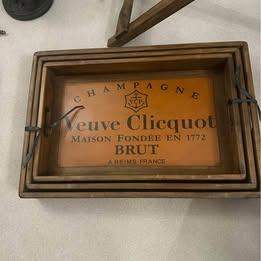 CHAMPAGNE
VCP
Veuve Clicquot
MAISON FONDÉE EN 1772
BRUT
A REIMS FRANCE